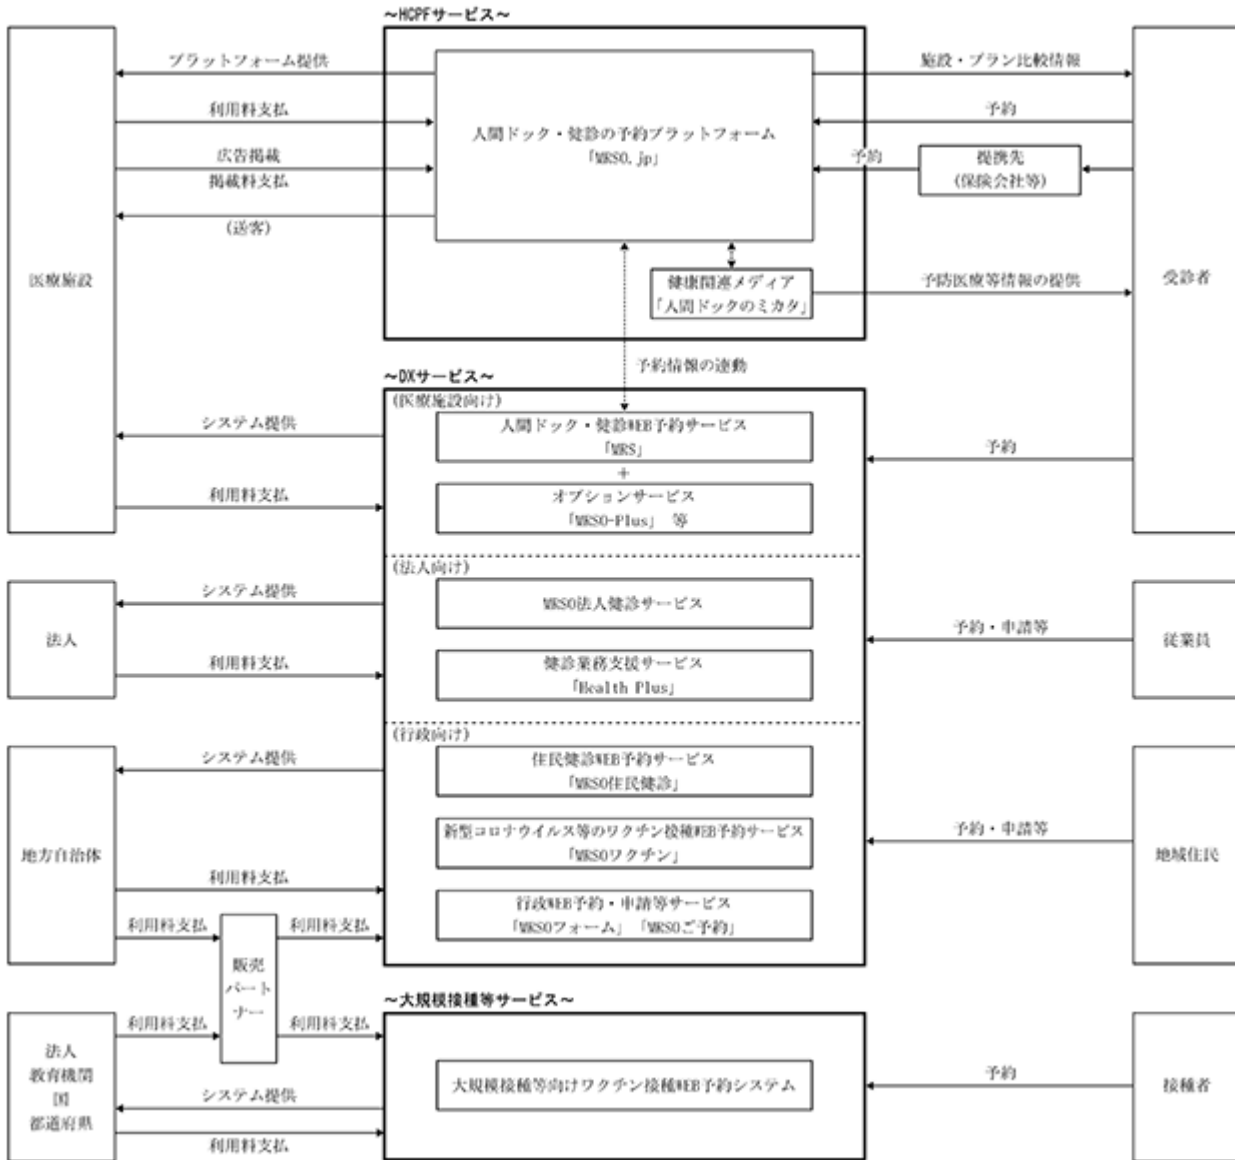 ～HCPFサービス～
プラットフォーム提供
施設・プラン比較情報
利用料支払
予約
人間ドック・健診の予約プラットフォーム
「MRSO.jp」
広告掲載
掲載料支払
予約
提携先
(保険会社等)
(送客)
医療施設
受診者
健康関連メディア
「人間ドックのミカタ」
予防医療等情報の提供
予約情報の連動
～DXサービス～
(医療施設向け)
システム提供
人間ドック・健診WEB予約サービス
「MRS」
予約
+
利用料支払
オプションサービス
「MRSO-Plus」 等
(法人向け)
システム提供
MRSO法人健診サービス
法人
予約・申請等
従業員
利用料支払
健診業務支援サービス
「Health Plus」
(行政向け)
システム提供
住民健診WEB予約サービス
「MRSO住民健診」
地方自治体
新型コロナウイルス等のワクチン接種WEB予約サービス
「MRSOワクチン」
予約・申請等
地域住民
利用料支払
行政WEB予約・申請等サービス
「MRSOフォーム」「MRSOご予約」
利用料支払
利用料支払
販売
パート
ナー
～大規模接種等サービス～
利用料支払
利用料支払
法人
教育機関
国
都道府県
大規模接種等向けワクチン接種WEB予約システム
予約
接種者
システム提供
利用料支払